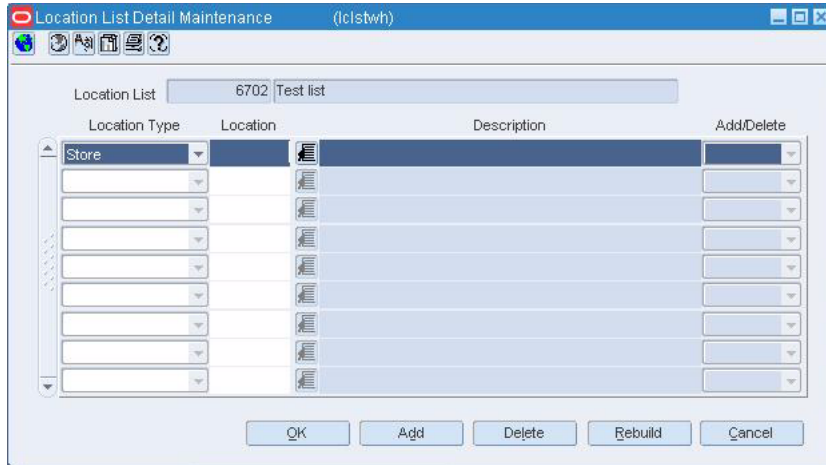 Location List Detail Maintenance (lclstwh)
Location List 6702 Test list
Location Type Location Description Add/Delete
Store
OK Add Delete Rebuild Cancel